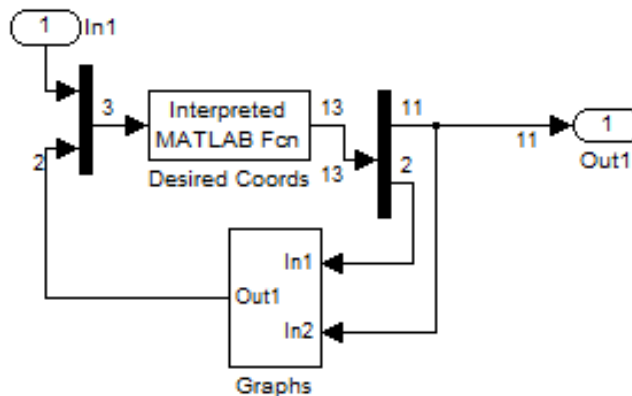 1
In1
3
Interpreted
MATLAB Fcn
13
11
1
2
13
2
11
Out1
Desired Coords
In1
Out1
In2
Graphs